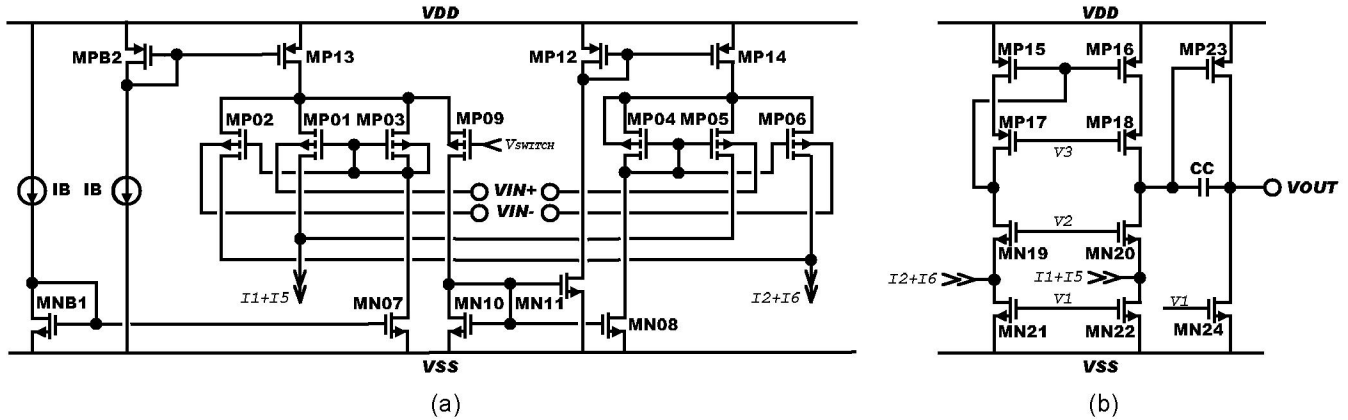 VDD
MPB2
MP13
MP12
MP14
MP02
MP01
MP03
MP09
VSWITCH
MP04
MP05
MP06
IB
IB
VIN+
VIN-
I1+I5
I2+I6
MNB1
MN07
MN10
MN11
MN08
VSS
(a)
VDD
MP15
MP16
MP23
MP17
MP18
V3
CC
VOUT
V2
MN19
MN20
I2+I6
I1+I5
V1
V1
MN21
MN22
MN24
VSS
(b)